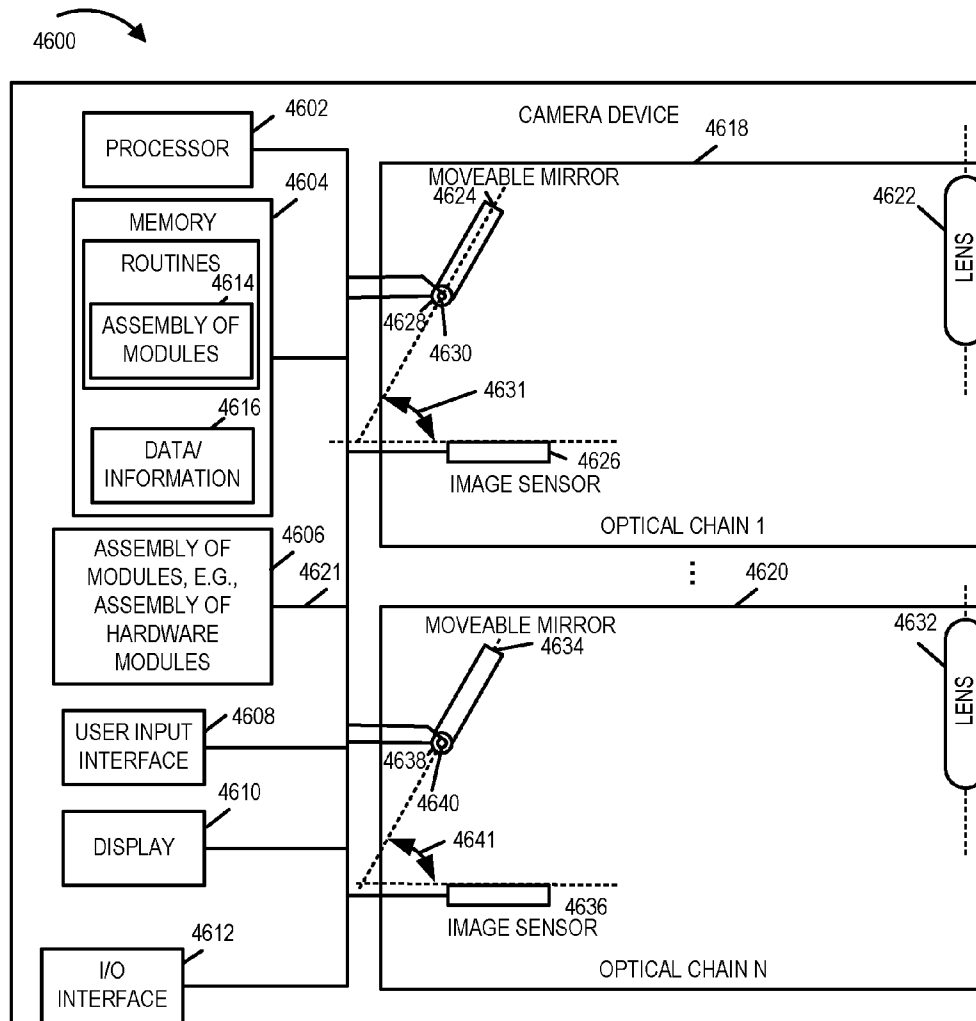 4600
CAMERA DEVICE
4602
PROCESSOR
4604
MEMORY
ROUTINES
4614
ASSEMBLY OF
MODULES
4616
DATA/
INFORMATION
4606
ASSEMBLY OF
MODULES, E.G.,
ASSEMBLY OF
HARDWARE
MODULES
4621
4608
USER INPUT
INTERFACE
4610
DISPLAY
4612
I/O
INTERFACE
4618
MOVEABLE MIRROR
4624
4622
LENS
4628
4630
4631
4626
IMAGE SENSOR
OPTICAL CHAIN 1
4620
MOVEABLE MIRROR
4634
4632
LENS
4638
4640
4641
4636
IMAGE SENSOR
OPTICAL CHAIN N